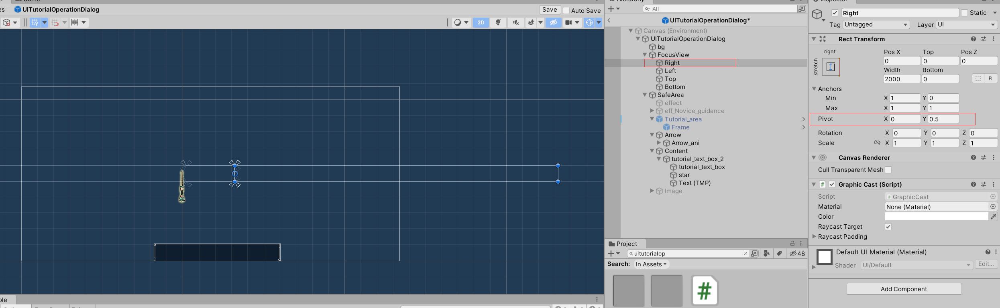 UITutorialOperationDialog
Save
Auto Save
2D
All
UITutorialOperationDialog*
Canvas (Environment)
UITutorialOperationDialog
bg
FocusView
Right
Left
Top
Bottom
SafeArea
effect
eff_Novice_guidance
Tutorial_area
Frame
Arrow
Arrow_ani
Content
tutorial_text_box_2
tutorial_text_box
star
Text (TMP)
Image
Project
uitutorialop
48
Search: In Assets
#
Right
Static
Tag Untagged Layer UI
Rect Transform
right
stretch
Pos X Top Pos Z
0 0 0
Width Bottom
2000 0
R
Anchors
Min X 1 Y 0
Max X 1 Y 1
Pivot X 0 Y 0.5
Rotation X 0 Y 0 Z 0
Scale X 1 Y 1 Z 1
Canvas Renderer
Cull Transparent Mesh
# Graphic Cast (Script)
Script # GraphicCast
Material None (Material)
Color
Raycast Target
Raycast Padding
Default UI Material (Material)
Shader UI/Default Edit...
Add Component